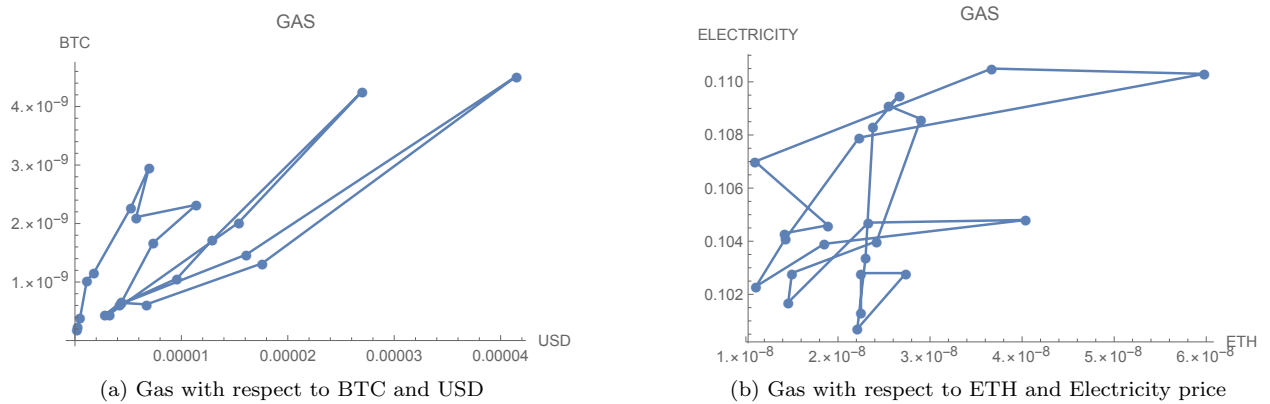 GAS
BTC
4.×10⁻⁹
3.×10⁻⁹
2.×10⁻⁹
1.×10⁻⁹
0.00001 0.00002 0.00003 0.00004 USD
(a) Gas with respect to BTC and USD
GAS
ELECTRICITY
0.110
0.108
0.106
0.104
0.102
1.×10⁻⁸ 2.×10⁻⁸ 3.×10⁻⁸ 4.×10⁻⁸ 5.×10⁻⁸ 6.×10⁻⁸ ETH
(b) Gas with respect to ETH and Electricity price